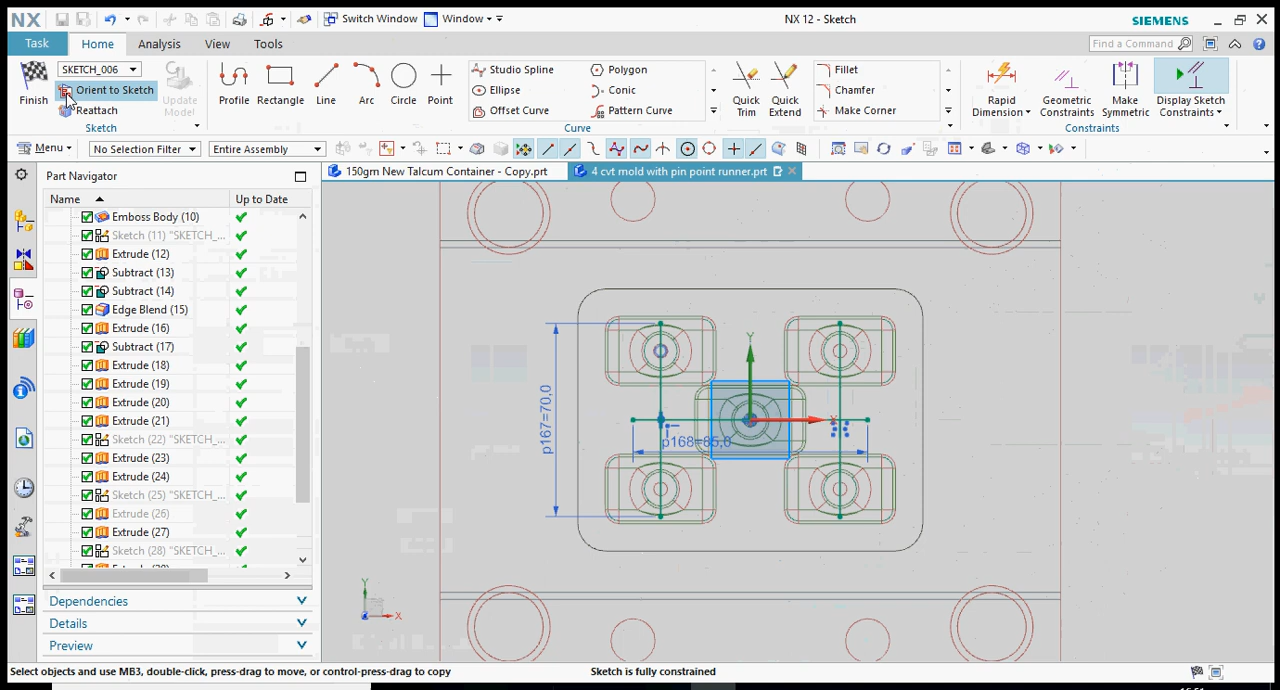 NX
Switch Window
Window
NX 12 - Sketch
SIEMENS
Task
Home
Analysis
View
Tools
Find a Command
Finish
SKETCH_006
Orient to Sketch
Reattach
Update
Model
Sketch
Profile
Rectangle
Line
Arc
Circle
Point
Studio Spline
Polygon
Ellipse
Conic
Offset Curve
Pattern Curve
Quick
Trim
Quick
Extend
Fillet
Chamfer
Make Corner
Curve
Rapid
Dimension
Geometric
Constraints
Make
Symmetric
Display Sketch
Constraints
Constraints
Menu
No Selection Filter
Entire Assembly
Part Navigator
150gm New Talcum Container - Copy.prt
4 cvt mold with pin point runner.prt
Name
Up to Date
Emboss Body (10)
Sketch (11) "SKETCH_...
Extrude (12)
Subtract (13)
Subtract (14)
Edge Blend (15)
Extrude (16)
Subtract (17)
Extrude (18)
Extrude (19)
Extrude (20)
Extrude (21)
Sketch (22) "SKETCH_...
Extrude (23)
Extrude (24)
Sketch (25) "SKETCH_...
Extrude (26)
Extrude (27)
Sketch (28) "SKETCH_...
Dependencies
Details
Preview
Y
X
p167=70,0
p168=85,0
Y
X
Select objects and use MB3, double-click, press-drag to move, or control-press-drag to copy
Sketch is fully constrained